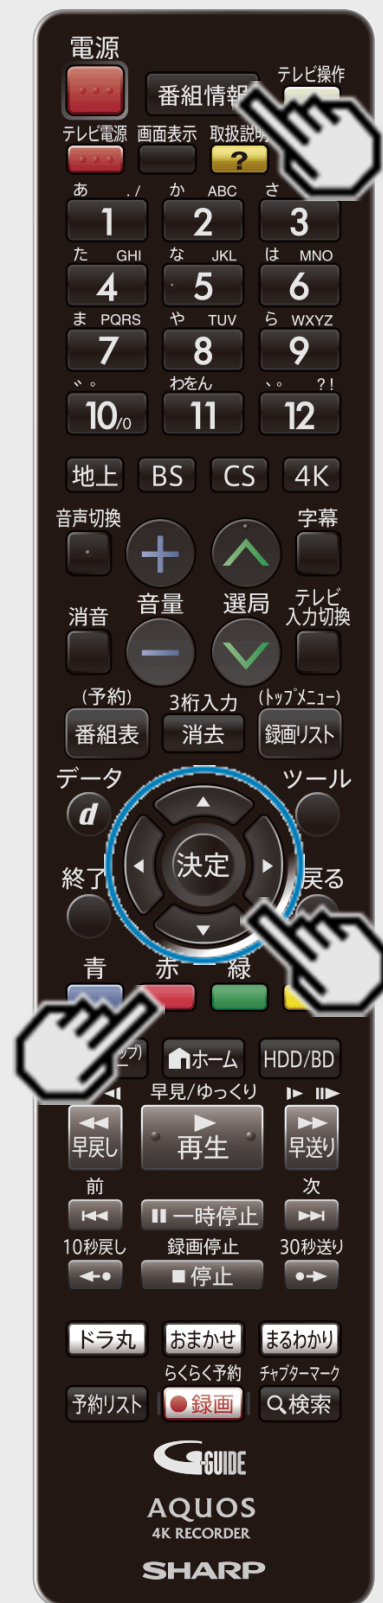 電源
番組情報
テレビ操作
テレビ電源 画面表示 取扱説明
?
あ ./ か ABC さ
1 2 3
た GHI な JKL は MNO
4 5 6
ま PQRS や TUV ら WXYZ
7 8 9
゛゜ わをん 、。 ?!
10/0 11 12
地上 BS CS 4K
音声切換 字幕
+
消音 音量 選局 テレビ
入力切換
−
(予約) 3桁入力 (トップメニュー)
番組表 消去 録画リスト
データ ツール
d
決定
終了 戻る
青 赤 緑
ホーム HDD/BD
早見/ゆっくり
早戻し 再生 早送り
前 次
一時停止
10秒戻し 録画停止 30秒送り
停止
ドラ丸 おまかせ まるわかり
らくらく予約 チャプターマーク
予約リスト ●録画 検索
G-GUIDE
AQUOS
4K RECORDER
SHARP